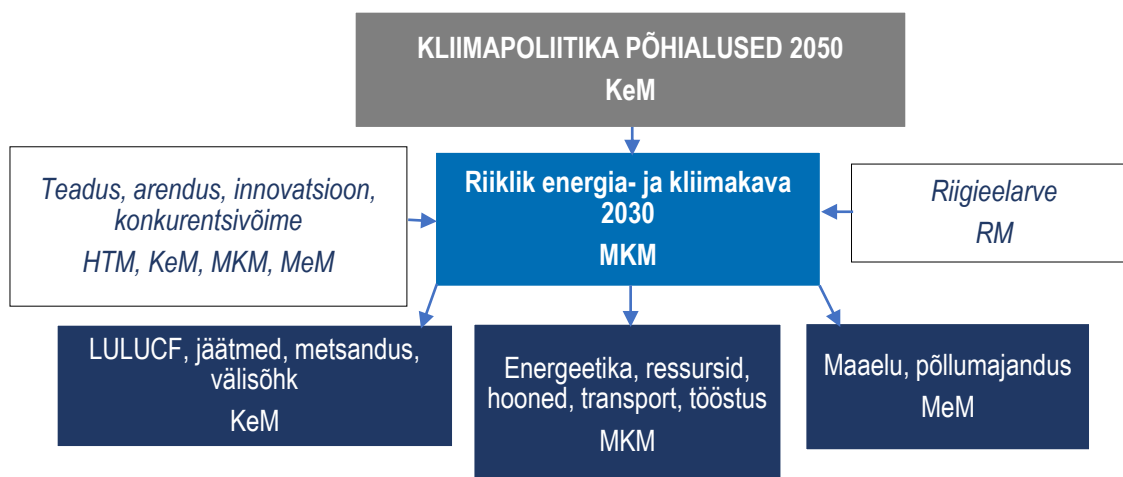 KLIIMAPOLIITIKA PÕHIALUSED 2050
KeM
Teadus, arendus, innovatsioon,
konkurentsivõime
HTM, KeM, MKM, MeM
Riiklik energia- ja kliimakava
2030
MKM
Riigieelarve
RM
LULUCF, jäätmed, metsandus,
välisõhk
KeM
Energeetika, ressursid,
hooned, transport, tööstus
MKM
Maaelu, põllumajandus
MeM